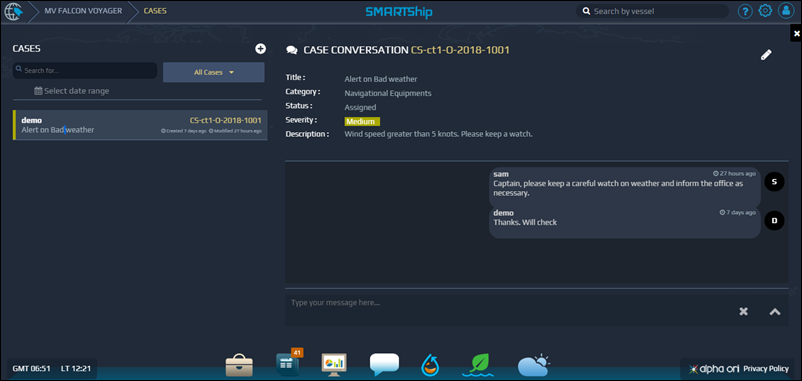 MV FALCON VOYAGER
CASES
SMARTShip
Search by vessel
CASES
Search for...
All Cases
Select date range
demo
CS-ct1-O-2018-1001
Alert on Bad weather
Created 7 days ago
Modified 27 hours ago
CASE CONVERSATION CS-ct1-O-2018-1001
Title : Alert on Bad weather
Category : Navigational Equipments
Status : Assigned
Severity : Medium
Description : Wind speed greater than 5 knots. Please keep a watch.
sam
27 hours ago
Captain, please keep a careful watch on weather and inform the office as
necessary.
S
demo
7 days ago
Thanks. Will check
D
Type your message here...
GMT 06:51 LT 12:21
41
alpha ori Privacy Policy